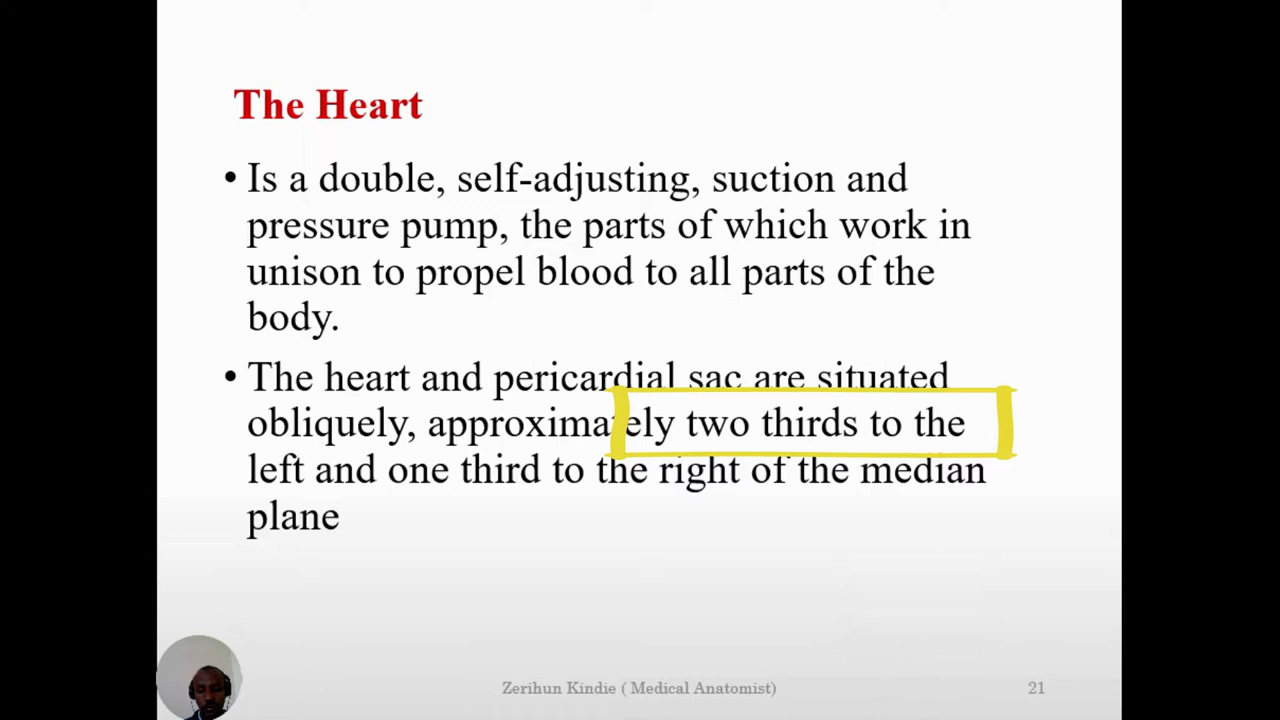 The Heart
• Is a double, self-adjusting, suction and
pressure pump, the parts of which work in
unison to propel blood to all parts of the
body.
• The heart and pericardial sac are situated
obliquely, approximately two thirds to the
left and one third to the right of the median
plane
Zerihun Kindie ( Medical Anatomist)
21